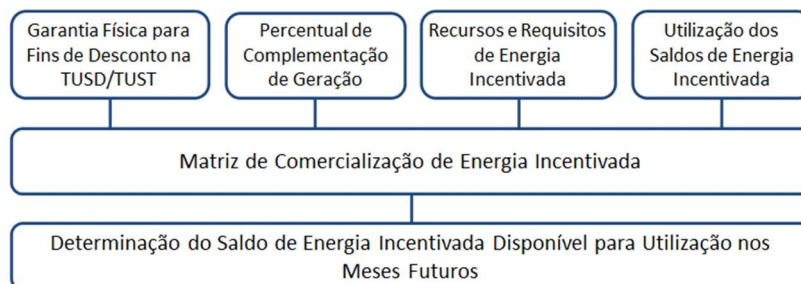 Garantia Física para
Fins de Desconto na
TUSD/TUST
Percentual de
Complementação
de Geração
Recursos e Requisitos
de Energia
Incentivada
Utilização dos
Saldos de Energia
Incentivada
Matriz de Comercialização de Energia Incentivada
Determinação do Saldo de Energia Incentivada Disponível para Utilização nos
Meses Futuros